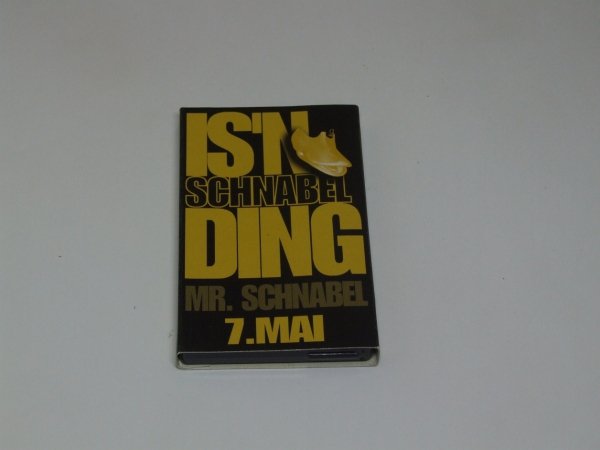 IS'N
SCHNABEL
DING
MR. SCHNABEL
7.MAI